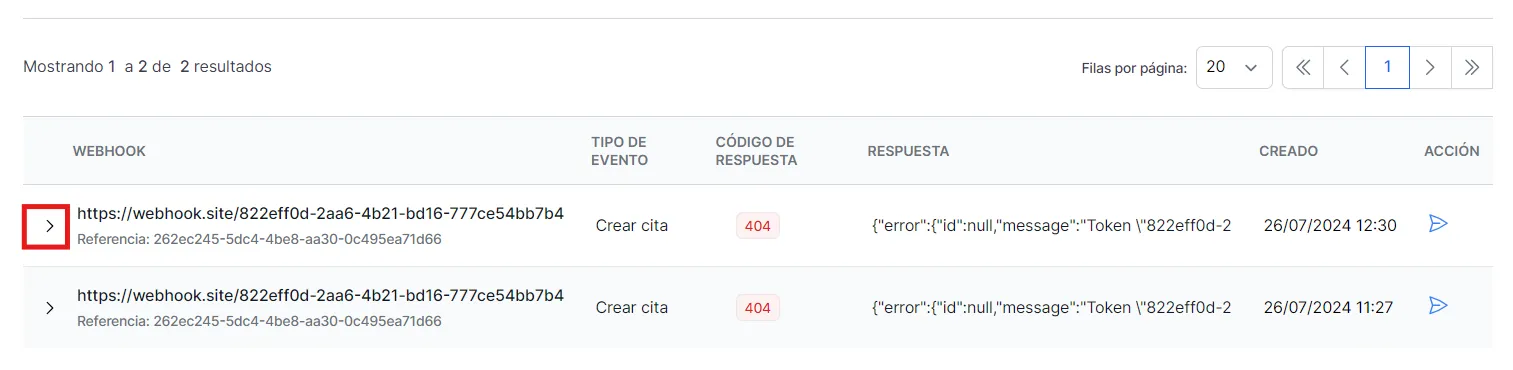 Mostrando 1 a 2 de 2 resultados
Filas por página: 20 1
WEBHOOK TIPO DE EVENTO CÓDIGO DE RESPUESTA RESPUESTA CREADO ACCIÓN
https://webhook.site/822eff0d-2aa6-4b21-bd16-777ce54bb7b4
Referencia: 262ec245-5dc4-4be8-aa30-0c495ea71d66
Crear cita 404 {"error":{"id":null,"message":"Token \"822eff0d-2 26/07/2024 12:30
https://webhook.site/822eff0d-2aa6-4b21-bd16-777ce54bb7b4
Referencia: 262ec245-5dc4-4be8-aa30-0c495ea71d66
Crear cita 404 {"error":{"id":null,"message":"Token \"822eff0d-2 26/07/2024 11:27